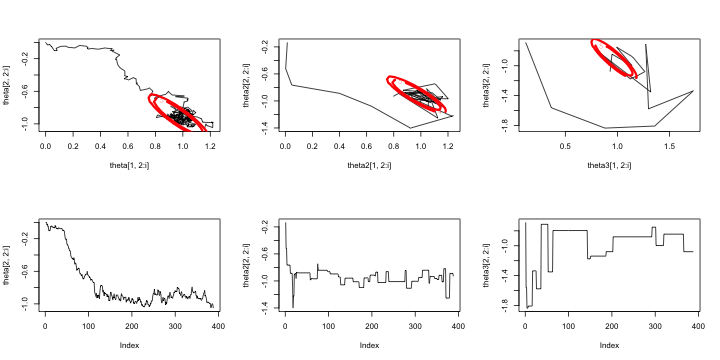 theta[2, 2:i]
-0.2
-0.6
-1.0
0.0 0.2 0.4 0.6 0.8 1.0 1.2
theta[1, 2:i]
theta2[2, 2:i]
-0.2
-0.6
-1.0
-1.4
0.0 0.2 0.4 0.6 0.8 1.0 1.2
theta2[1, 2:i]
theta3[2, 2:i]
-1.0
-1.4
-1.8
0.5 1.0 1.5
theta3[1, 2:i]
theta[2, 2:i]
-0.2
-0.6
-1.0
0 100 200 300 400
Index
theta2[2, 2:i]
-0.2
-0.6
-1.0
-1.4
0 100 200 300 400
Index
theta3[2, 2:i]
-1.0
-1.4
-1.8
0 100 200 300 400
Index